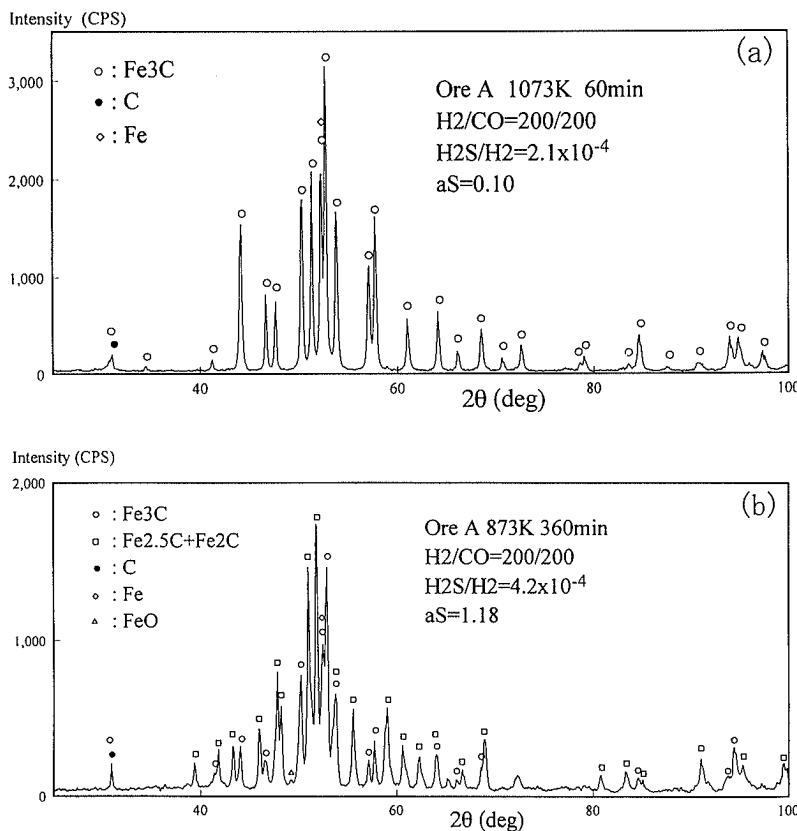 Intensity (CPS)
(a)
○ : Fe3C
● : C
◇ : Fe
Ore A 1073K 60min
H2/CO=200/200
H2S/H2=2.1x10⁻⁴
aS=0.10
3,000
2,000
1,000
0
40 60 80 100
2θ (deg)
Intensity (CPS)
(b)
○ : Fe3C
□ : Fe2.5C+Fe2C
● : C
◇ : Fe
△ : FeO
Ore A 873K 360min
H2/CO=200/200
H2S/H2=4.2x10⁻⁴
aS=1.18
2,000
1,000
0
40 60 80 100
2θ (deg)